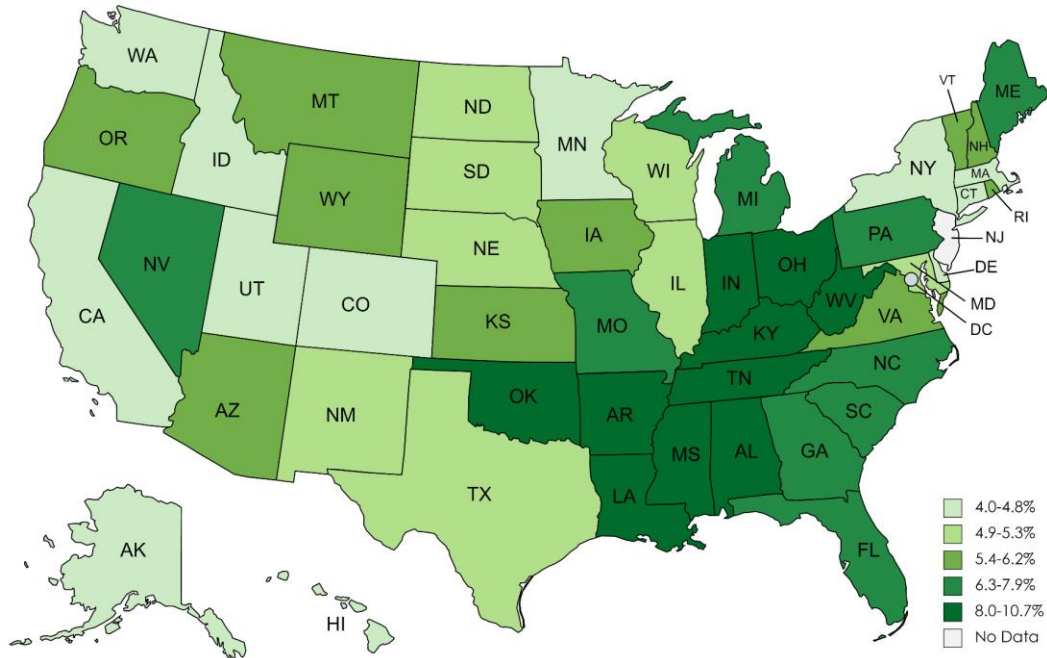 WA
MT
ND
MN
VT
ME
OR
ID
SD
WI
NY
NH
MA
CT
RI
WY
MI
NE
IA
PA
NJ
NV
UT
CO
IL
IN
OH
DE
MD
DC
CA
KS
MO
WV
VA
KY
AZ
NM
OK
AR
TN
NC
SC
MS
AL
GA
TX
LA
FL
AK
HI
4.0-4.8%
4.9-5.3%
5.4-6.2%
6.3-7.9%
8.0-10.7%
No Data